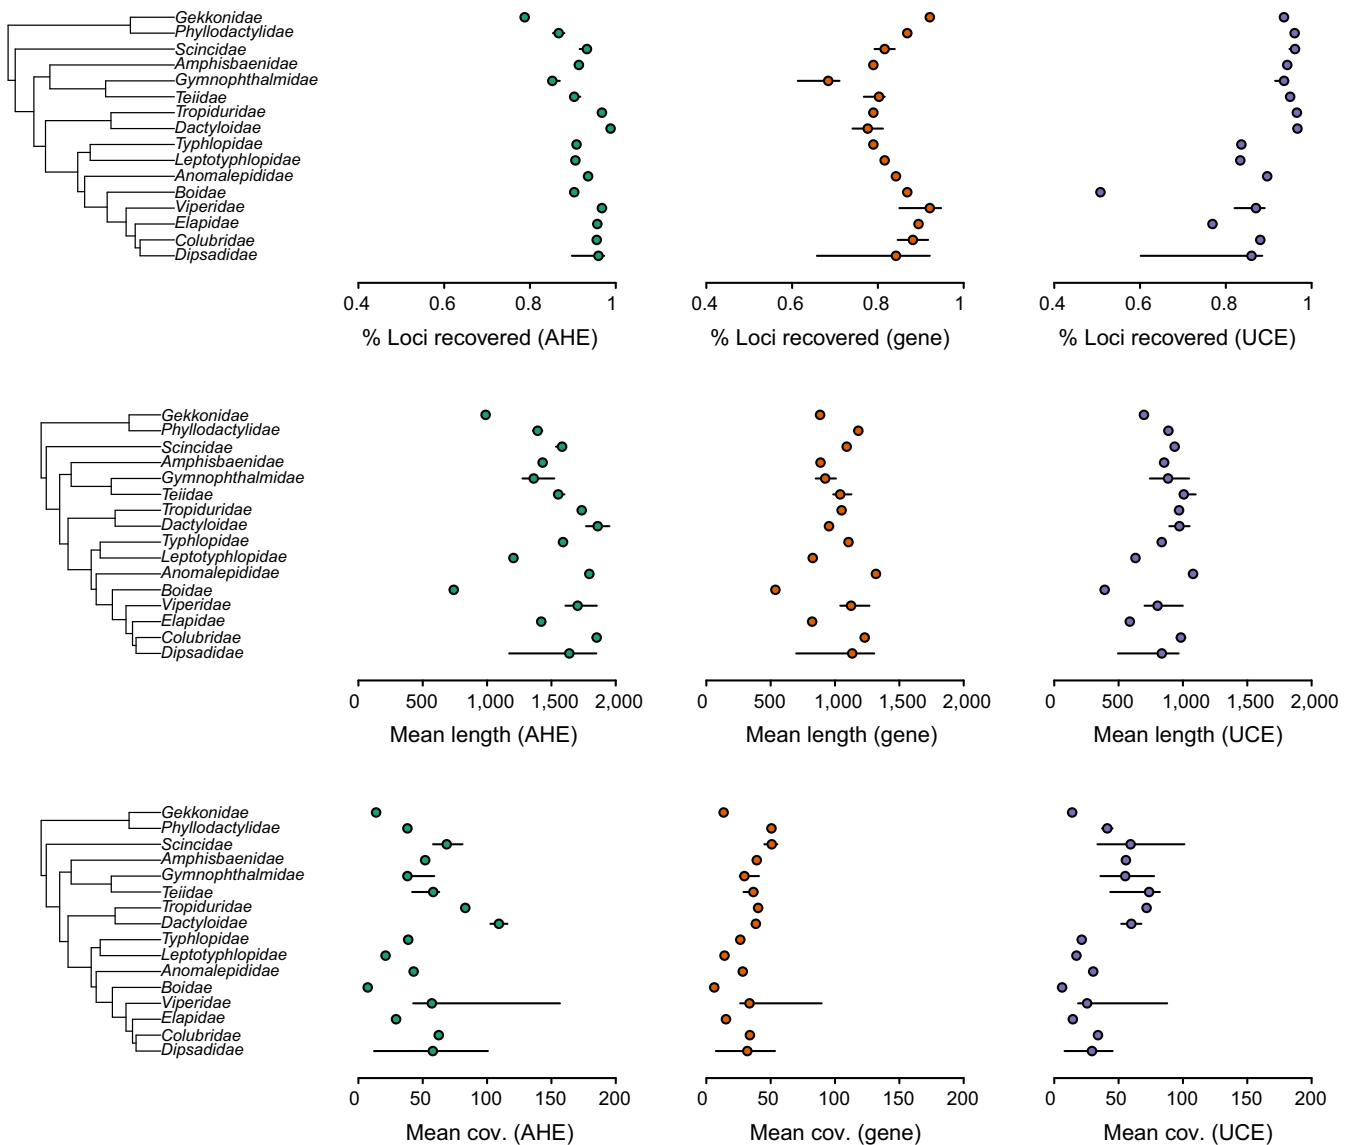 Gekkonidae
Phyllodactylidae
Scincidae
Amphisbaenidae
Gymnophthalmidae
Teiidae
Tropiduridae
Dactyloidae
Typhlopidae
Leptotyphlopidae
Anomalepididae
Boidae
Viperidae
Elapidae
Colubridae
Dipsadidae
0.4 0.6 0.8 1
% Loci recovered (AHE)
0.4 0.6 0.8 1
% Loci recovered (gene)
0.4 0.6 0.8 1
% Loci recovered (UCE)
Gekkonidae
Phyllodactylidae
Scincidae
Amphisbaenidae
Gymnophthalmidae
Teiidae
Tropiduridae
Dactyloidae
Typhlopidae
Leptotyphlopidae
Anomalepididae
Boidae
Viperidae
Elapidae
Colubridae
Dipsadidae
0 500 1,000 1,500 2,000
Mean length (AHE)
0 500 1,000 1,500 2,000
Mean length (gene)
0 500 1,000 1,500 2,000
Mean length (UCE)
Gekkonidae
Phyllodactylidae
Scincidae
Amphisbaenidae
Gymnophthalmidae
Teiidae
Tropiduridae
Dactyloidae
Typhlopidae
Leptotyphlopidae
Anomalepididae
Boidae
Viperidae
Elapidae
Colubridae
Dipsadidae
0 50 100 150 200
Mean cov. (AHE)
0 50 100 150 200
Mean cov. (gene)
0 50 100 150 200
Mean cov. (UCE)